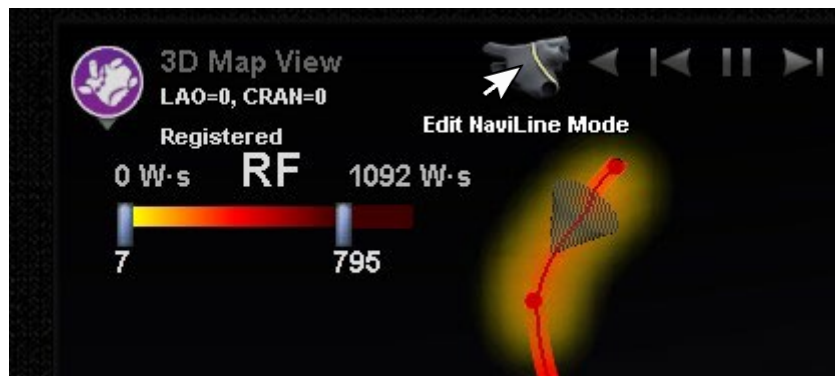 3D Map View
LAO=0, CRAN=0
Registered
Edit NaviLine Mode
0 W·s RF 1092 W·s
7 795